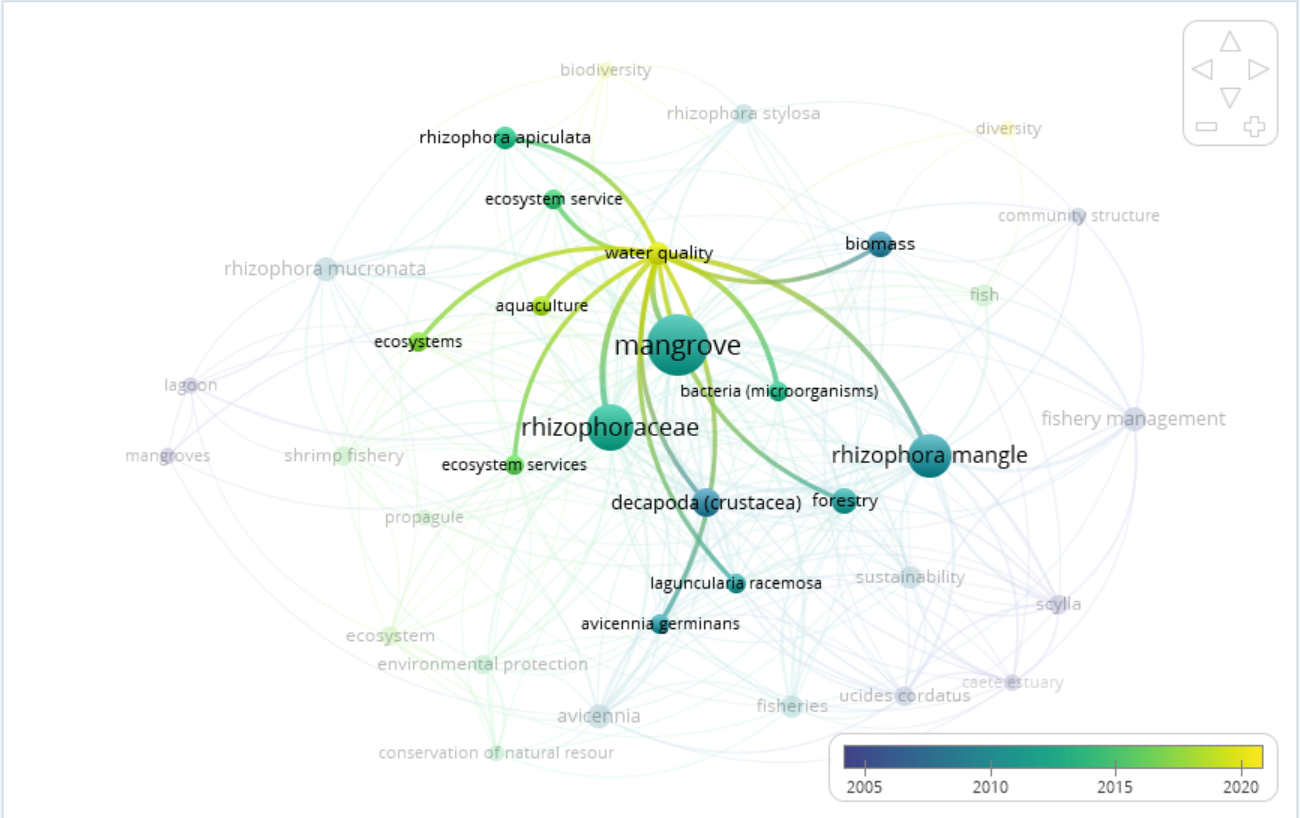 biodiversity
rhizophora stylosa
diversity
rhizophora apiculata
ecosystem service
community structure
water quality
biomass
rhizophora mucronata
fish
aquaculture
ecosystems
mangrove
lagoon
bacteria (microorganisms)
fishery management
rhizophoraceae
mangroves
shrimp fishery
ecosystem services
rhizophora mangle
decapoda (crustacea)
forestry
propagule
laguncularia racemosa
sustainability
scylla
avicennia germinans
ecosystem
environmental protection
caete estuary
ucides cordatus
fisheries
avicennia
conservation of natural resour
2005
2010
2015
2020